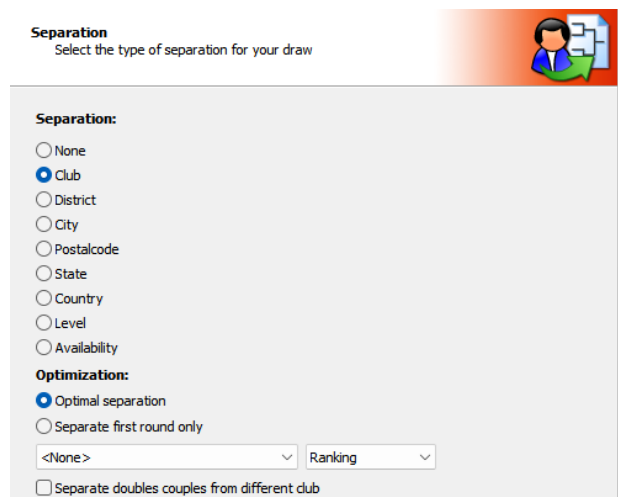 Separation
Select the type of separation for your draw
Separation:
None
Club
District
City
Postalcode
State
Country
Level
Availability
Optimization:
Optimal separation
Separate first round only
<None> Ranking
Separate doubles couples from different club